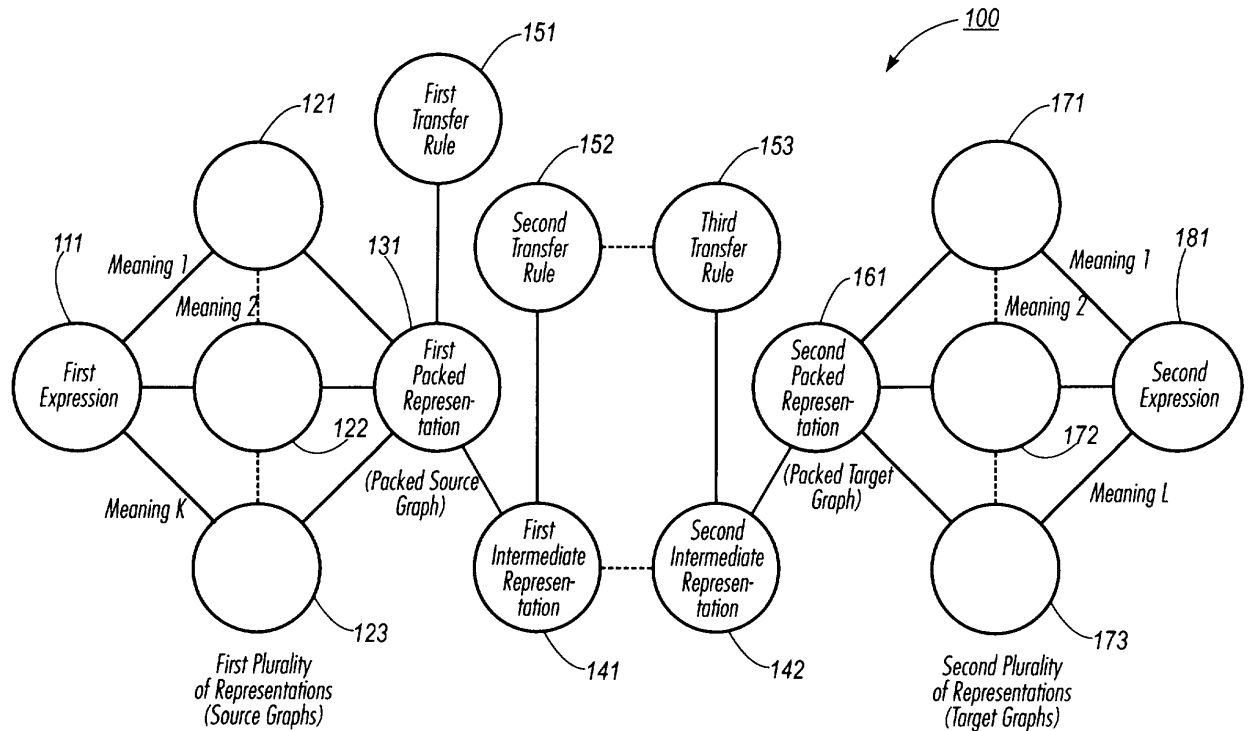 100
151
First
Transfer
Rule
121
171
152
153
Second
Transfer
Rule
Third
Transfer
Rule
111
Meaning 1
131
Meaning 1
181
Meaning 2
161
Meaning 2
First
Expression
First
Packed
Represen-
tation
Second
Packed
Represen-
tation
Second
Expression
122
172
(Packed Source
Graph)
(Packed Target
Graph)
Meaning K
Meaning L
First
Intermediate
Represen-
tation
Second
Intermediate
Represen-
tation
123
141
142
173
First Plurality
of Representations
(Source Graphs)
Second Plurality
of Representations
(Target Graphs)